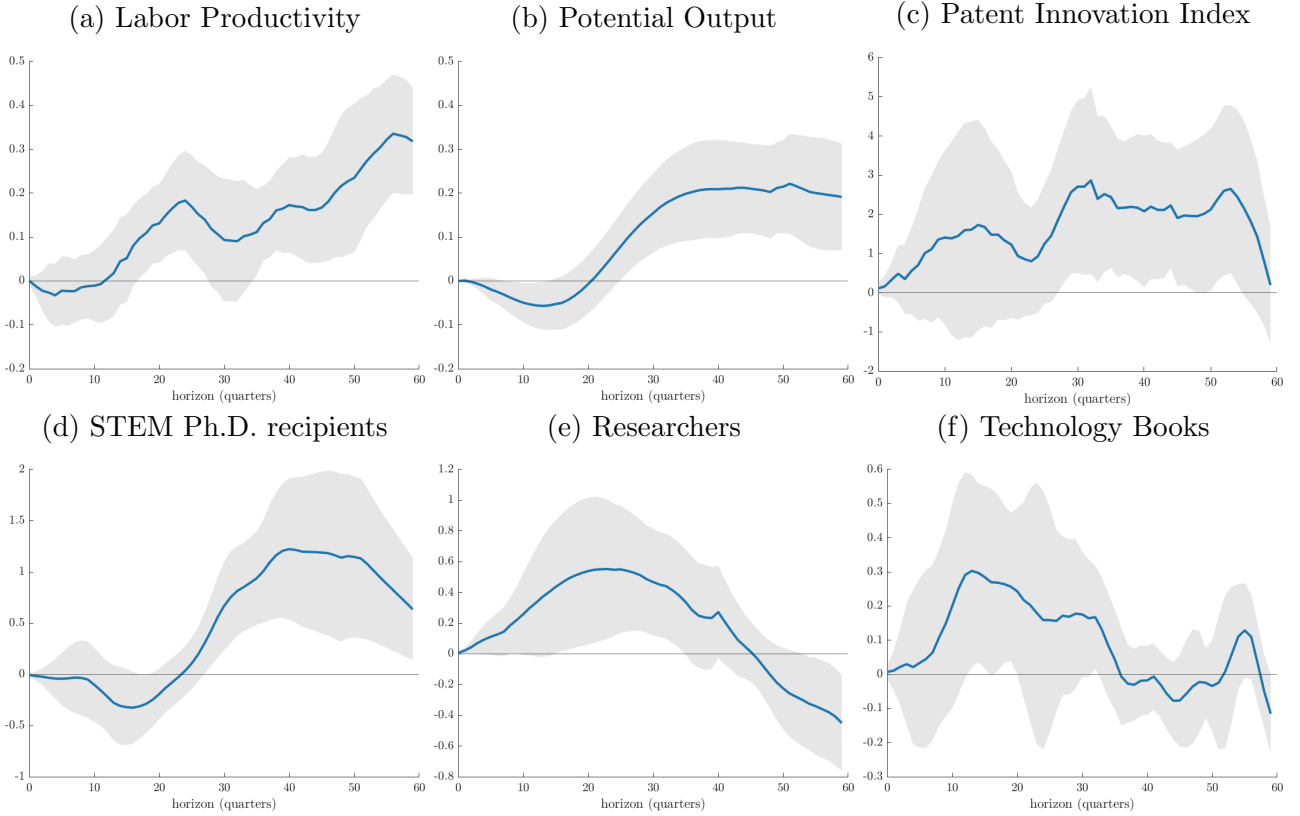 (a) Labor Productivity
(b) Potential Output
(c) Patent Innovation Index
0.5
0.4
0.3
0.2
0.1
0
-0.1
-0.2
0 10 20 30 40 50 60
horizon (quarters)
0.5
0.4
0.3
0.2
0.1
0
-0.1
-0.2
0 10 20 30 40 50 60
horizon (quarters)
6
5
4
3
2
1
0
-1
-2
0 10 20 30 40 50 60
horizon (quarters)
(d) STEM Ph.D. recipients
(e) Researchers
(f) Technology Books
2
1.5
1
0.5
0
-0.5
-1
0 10 20 30 40 50 60
horizon (quarters)
1.2
1
0.8
0.6
0.4
0.2
0
-0.2
-0.4
-0.6
-0.8
0 10 20 30 40 50 60
horizon (quarters)
0.6
0.5
0.4
0.3
0.2
0.1
0
-0.1
-0.2
-0.3
0 10 20 30 40 50 60
horizon (quarters)